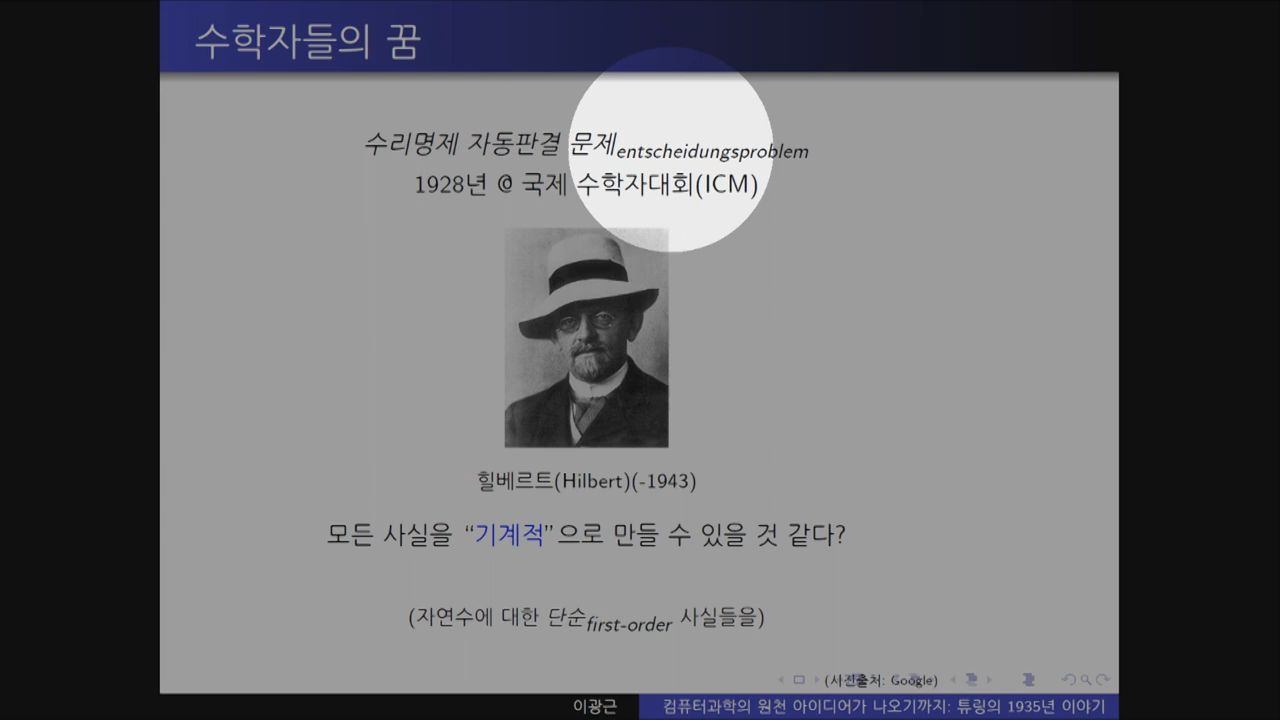 수학자들의 꿈
수리명제 자동판결 문제entscheidungsproblem
1928년 @ 국제 수학자대회(ICM)
힐베르트(Hilbert)(-1943)
모든 사실을 “기계적”으로 만들 수 있을 것 같다?
(자연수에 대한 단순first-order 사실들을)
(사진출처: Google)
이광근
컴퓨터과학의 원천 아이디어가 나오기까지: 튜링의 1935년 이야기